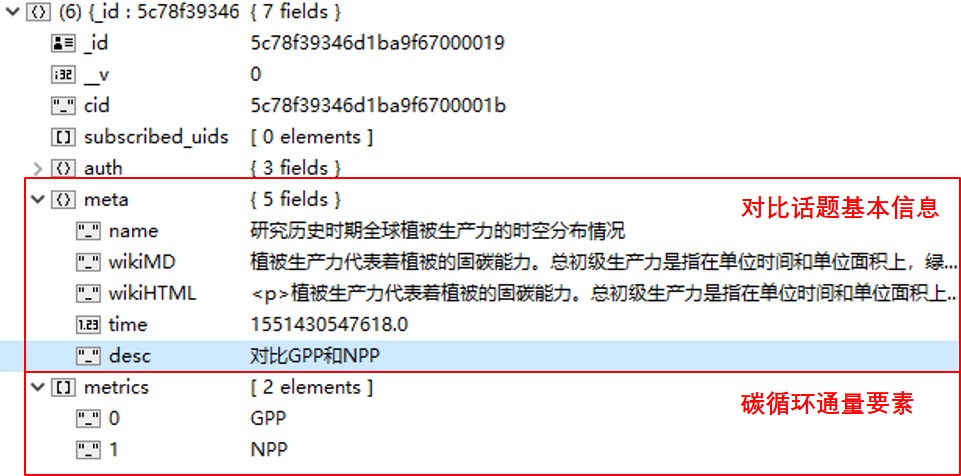 (6) {_id : 5c78f39346 { 7 fields }
_id 5c78f39346d1ba9f67000019
__v 0
cid 5c78f39346d1ba9f6700001b
subscribed_uids [ 0 elements ]
auth { 3 fields }
meta { 5 fields }
对比话题基本信息
name 研究历史时期全球植被生产力的时空分布情况
wikiMD 植被生产力代表着植被的固碳能力。总初级生产力是指在单位时间和单位面积上，绿...
wikiHTML <p>植被生产力代表着植被的固碳能力。总初级生产力是指在单位时间和单位面积上...
time 1551430547618.0
desc 对比GPP和NPP
metrics [ 2 elements ]
碳循环通量要素
0 GPP
1 NPP